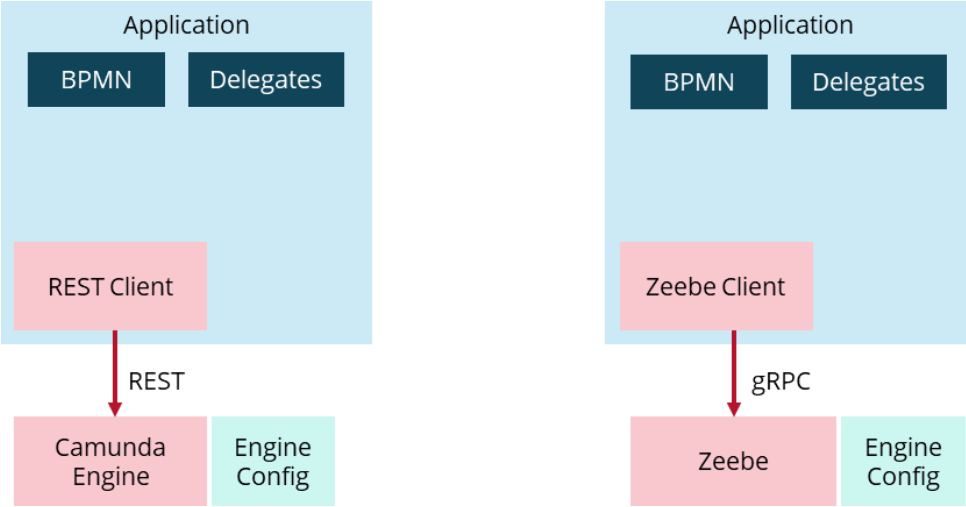 Application
BPMN
Delegates
REST Client
REST
Camunda
Engine
Engine
Config
Application
BPMN
Delegates
Zeebe Client
gRPC
Zeebe
Engine
Config